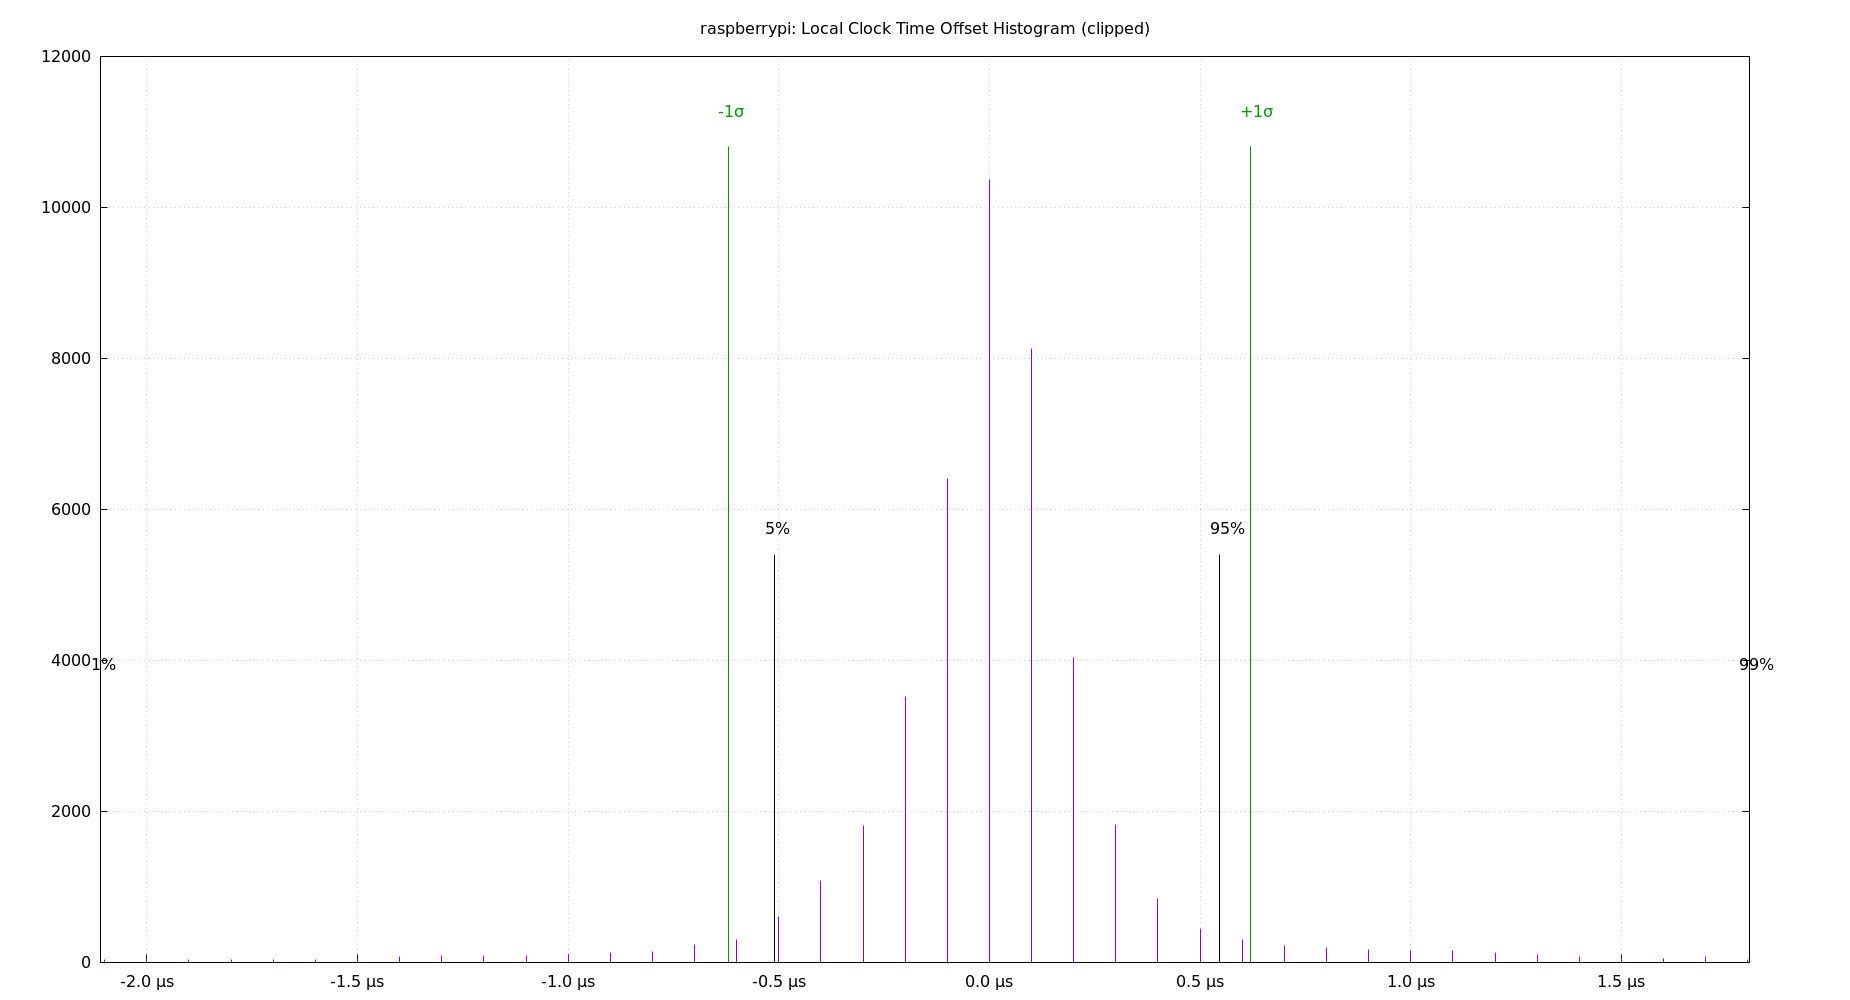 raspberrypi: Local Clock Time Offset Histogram (clipped)
12000
-1σ
+1σ
10000
8000
6000
5%
95%
4000
1%
99%
2000
0
-2.0 µs
-1.5 µs
-1.0 µs
-0.5 µs
0.0 µs
0.5 µs
1.0 µs
1.5 µs